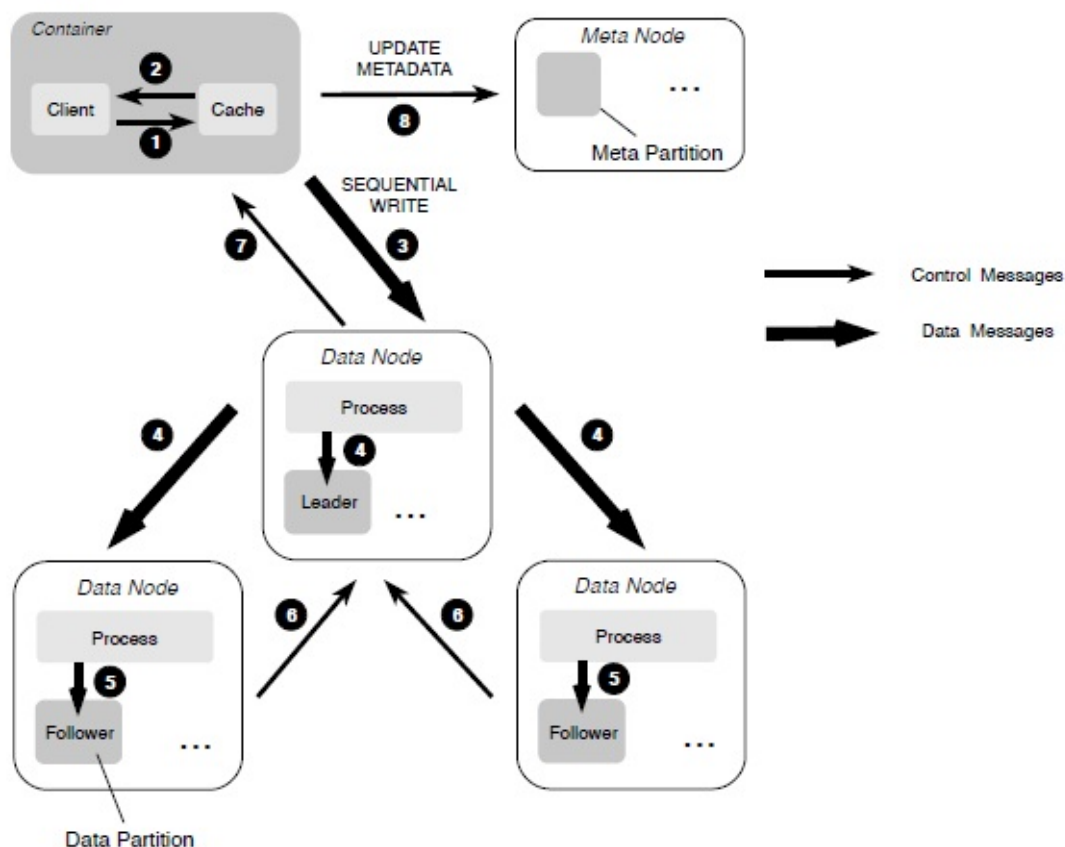 Container
Client
Cache
2
1
UPDATE
METADATA
8
Meta Node
...
Meta Partition
SEQUENTIAL
WRITE
3
7
Control Messages
Data Messages
Data Node
Process
4
Leader
...
4
4
Data Node
Process
5
Follower
...
6
Data Partition
6
Data Node
Process
5
Follower
...